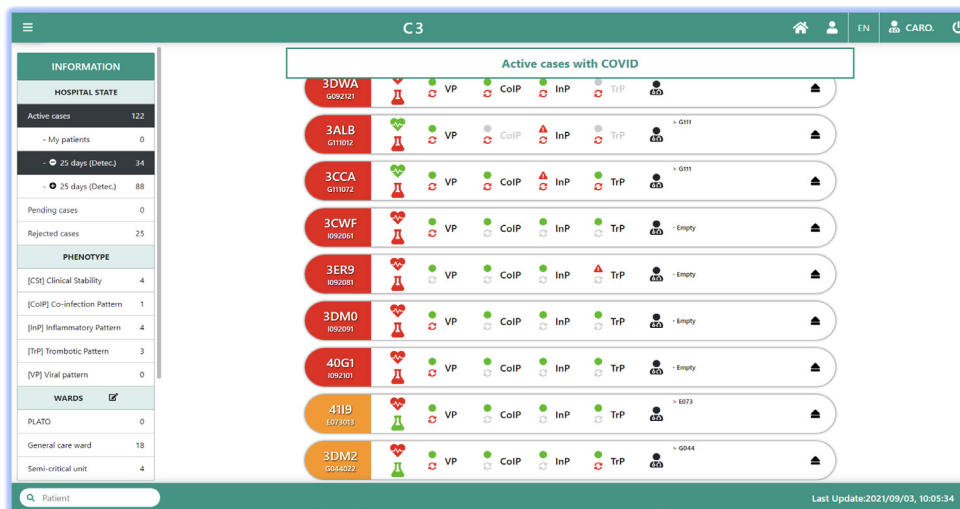 C3
EN
CARO.
INFORMATION
HOSPITAL STATE
Active cases 122
- My patients 0
- 25 days (Detec.) 34
- 25 days (Detec.) 88
Pending cases 0
Rejected cases 25
PHENOTYPE
[CSt] Clinical Stability 4
[CoIP] Co-infection Pattern 1
[InP] Inflammatory Pattern 4
[TrP] Trombotic Pattern 3
[VP] Viral pattern 0
WARDS
PLATO 0
General care ward 18
Semi-critical unit 4
Active cases with COVID
3DWA VP CoIP InP TrP
G092121
3ALB VP CoIP InP TrP > G111
G111012
3CCA VP CoIP InP TrP > G111
G111072
3CWF VP CoIP InP TrP - Empty
I092061
3ER9 VP CoIP InP TrP - Empty
I092081
3DM0 VP CoIP InP TrP - Empty
I092091
40G1 VP CoIP InP TrP - Empty
I092101
41I9 VP CoIP InP TrP > E073
E073013
3DM2 VP CoIP InP TrP > G044
G044022
Patient
Last Update:2021/09/03, 10:05:34